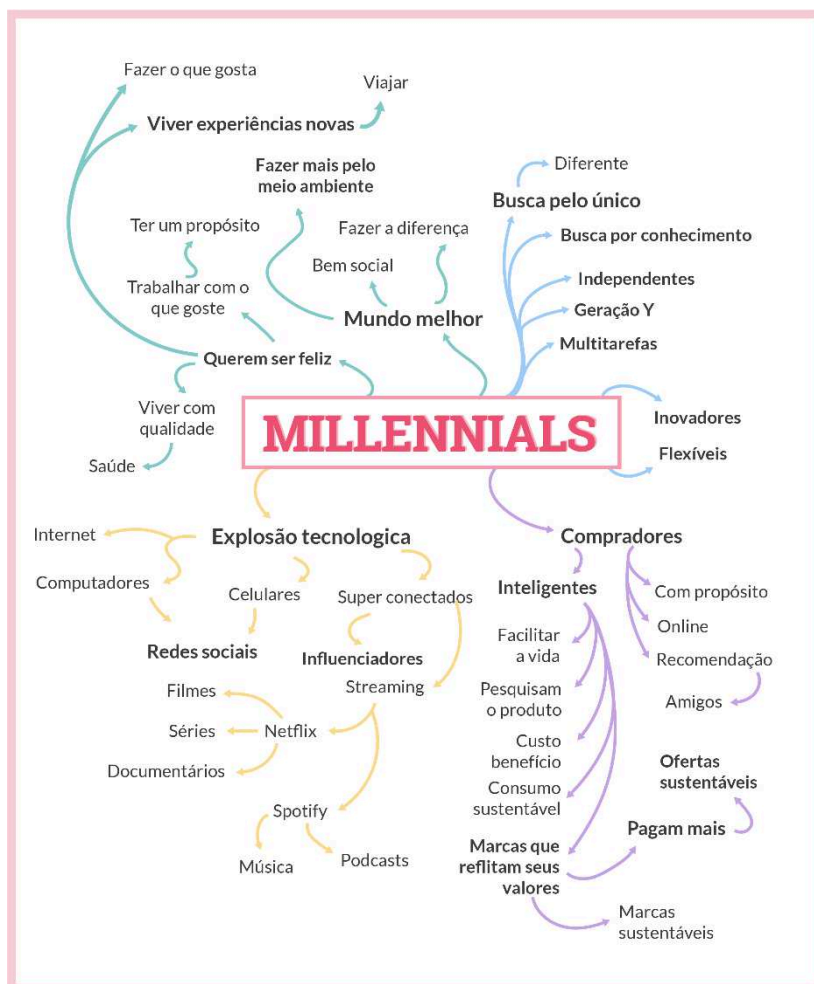 Fazer o que gosta
Viajar
Viver experiências novas
Fazer mais pelo
meio ambiente
Ter um propósito
Fazer a diferença
Bem social
Trabalhar com o
que goste
Mundo melhor
Querem ser feliz
Viver com
qualidade
Saúde
Diferente
Busca pelo único
Busca por conhecimento
Independentes
Geração Y
Multitarefas
MILLENNIALS
Inovadores
Flexíveis
Internet
Explosão tecnologica
Computadores
Celulares
Super conectados
Redes sociais
Influenciadores
Filmes
Streaming
Séries
Netflix
Documentários
Spotify
Música
Podcasts
Compradores
Inteligentes
Com propósito
Facilitar
a vida
Online
Recomendação
Pesquisam
o produto
Amigos
Custo
benefício
Consumo
sustentável
Ofertas
sustentáveis
Pagam mais
Marcas que
reflitam seus
valores
Marcas
sustentáveis